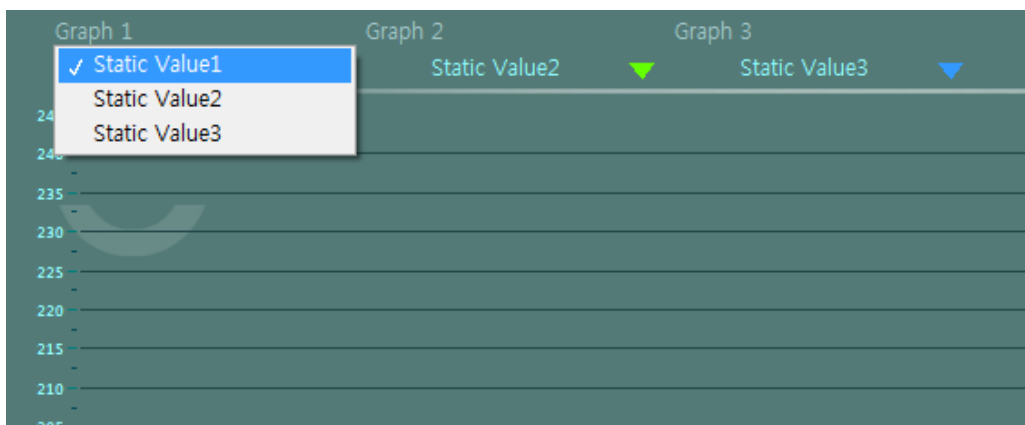 Graph 1 Graph 2 Graph 3
✓ Static Value1 Static Value2 Static Value3
Static Value2
Static Value3
235
230
225
220
215
210